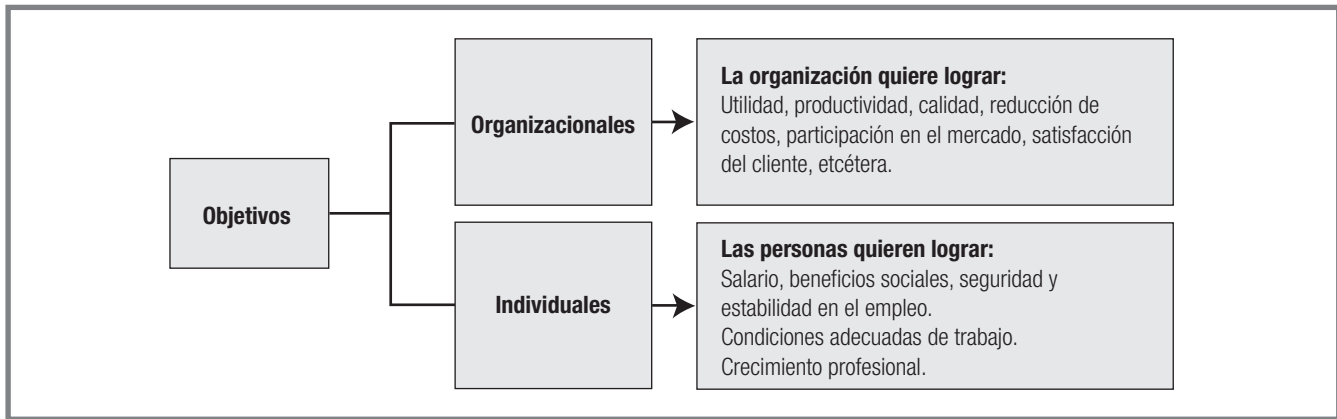 Objetivos
Organizacionales
La organización quiere lograr:
Utilidad, productividad, calidad, reducción de
costos, participación en el mercado, satisfacción
del cliente, etcétera.
Individuales
Las personas quieren lograr:
Salario, beneficios sociales, seguridad y
estabilidad en el empleo.
Condiciones adecuadas de trabajo.
Crecimiento profesional.